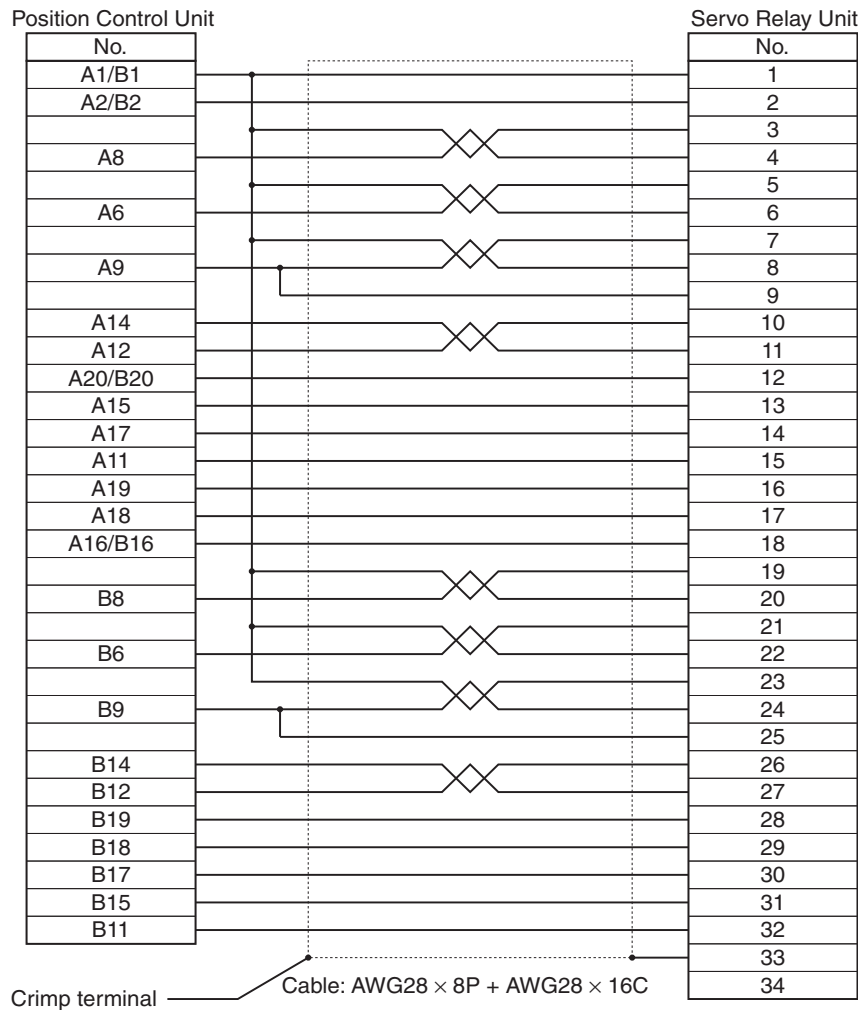 Position Control Unit Servo Relay Unit
No. No.
A1/B1 1
A2/B2 2
3
A8 4
5
A6 6
7
A9 8
9
A14 10
A12 11
A20/B20 12
A15 13
A17 14
A11 15
A19 16
A18 17
A16/B16 18
19
B8 20
21
B6 22
23
B9 24
25
B14 26
B12 27
B19 28
B18 29
B17 30
B15 31
B11 32
33
Cable: AWG28 × 8P + AWG28 × 16C 34
Crimp terminal